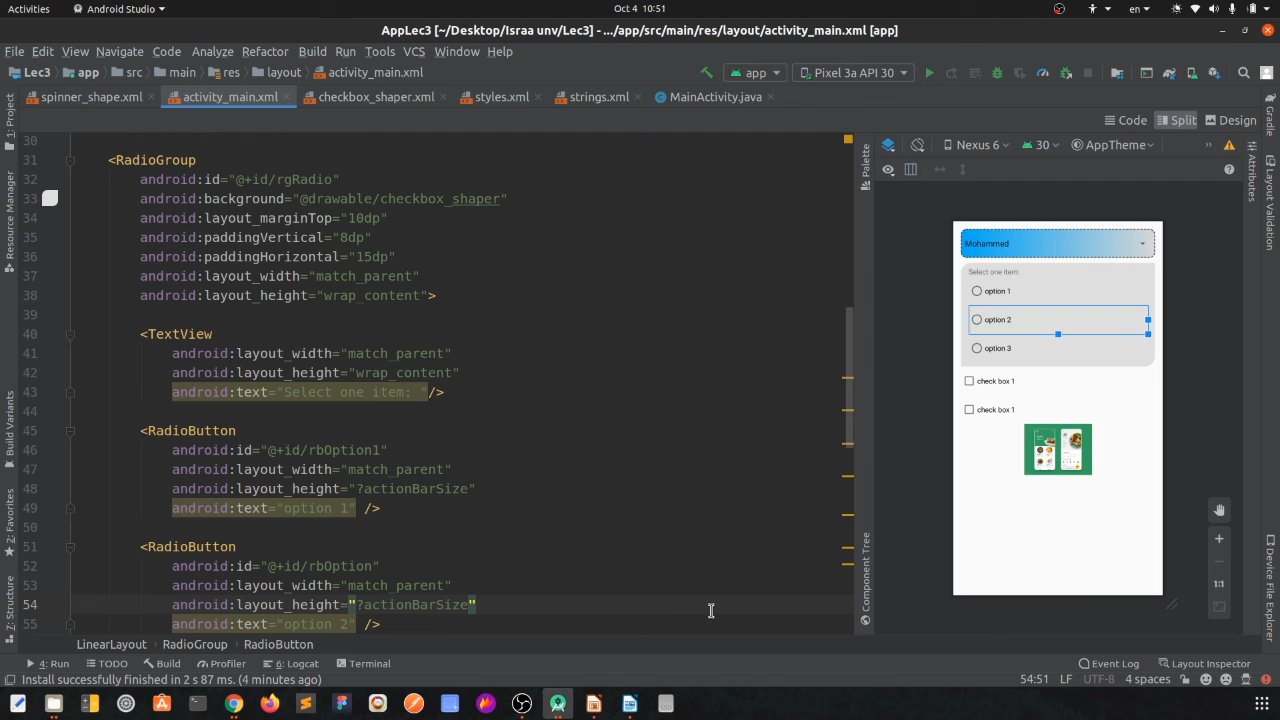 Activities
Android Studio
Oct 4 10:51
en
AppLec3 [~/Desktop/Israa unv/Lec3] - .../app/src/main/res/layout/activity_main.xml [app]
File Edit View Navigate Code Analyze Refactor Build Run Tools VCS Window Help
Lec3 app src main res layout activity_main.xml
app Pixel 3a API 30
spinner_shape.xml activity_main.xml checkbox_shaper.xml styles.xml strings.xml MainActivity.java
Code Split Design
Nexus 6 30 AppTheme
30
31 <RadioGroup
32 android:id="@+id/rgRadio"
33 android:background="@drawable/checkbox_shaper"
34 android:layout_marginTop="10dp"
35 android:paddingVertical="8dp"
36 android:paddingHorizontal="15dp"
37 android:layout_width="match_parent"
38 android:layout_height="wrap_content">
39
40 <TextView
41 android:layout_width="match_parent"
42 android:layout_height="wrap_content"
43 android:text="Select one item: "/>
44
45 <RadioButton
46 android:id="@+id/rbOption1"
47 android:layout_width="match_parent"
48 android:layout_height="?actionBarSize"
49 android:text="option 1" />
50
51 <RadioButton
52 android:id="@+id/rbOption"
53 android:layout_width="match_parent"
54 android:layout_height="?actionBarSize"
55 android:text="option 2" />
Mohammed
Select one item:
option 1
option 2
option 3
check box 1
check box 1
1:1
1: Project
Resource Manager
Build Variants
2: Favorites
7: Structure
Palette
Component Tree
Attributes
Gradle
Layout Validation
Device File Explorer
LinearLayout RadioGroup RadioButton
4: Run TODO Build Profiler 6: Logcat Terminal
Event Log Layout Inspector
Install successfully finished in 2 s 87 ms. (4 minutes ago)
54:51 LF UTF-8 4 spaces